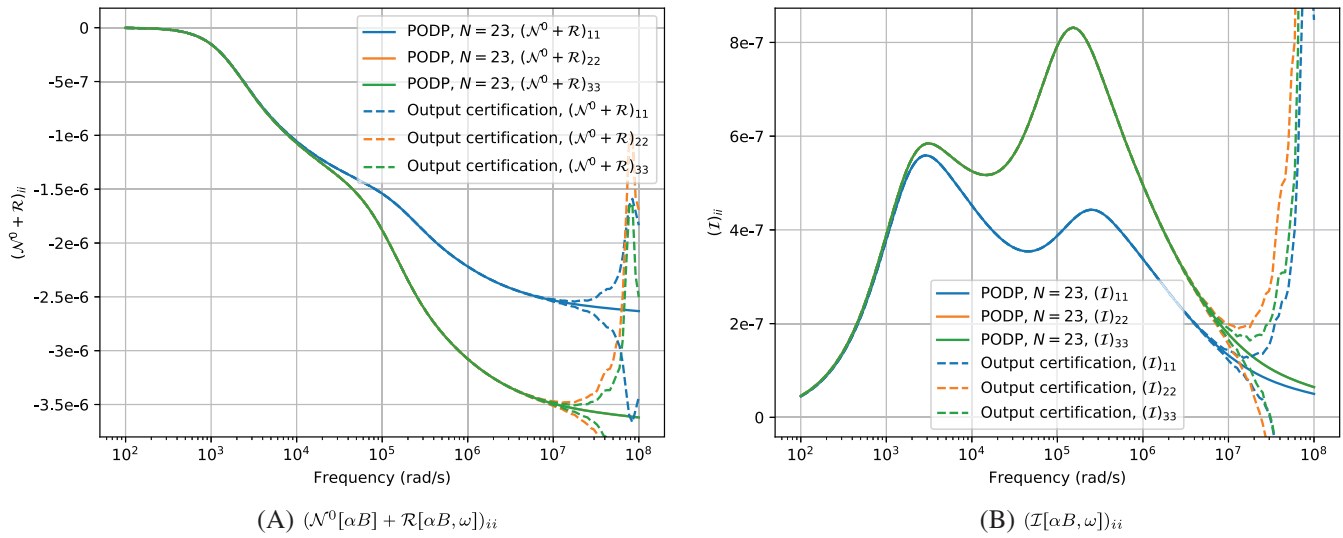 0
-5e-7
-1e-6
-1.5e-6
-2e-6
-2.5e-6
-3e-6
-3.5e-6
(𝒩⁰ + ℛ)ᵢᵢ
PODP, N = 23, (𝒩⁰ + ℛ)₁₁
PODP, N = 23, (𝒩⁰ + ℛ)₂₂
PODP, N = 23, (𝒩⁰ + ℛ)₃₃
Output certification, (𝒩⁰ + ℛ)₁₁
Output certification, (𝒩⁰ + ℛ)₂₂
Output certification, (𝒩⁰ + ℛ)₃₃
10² 10³ 10⁴ 10⁵ 10⁶ 10⁷ 10⁸
Frequency (rad/s)
(A) (𝒩⁰[αB] + ℛ[αB, ω])ᵢᵢ
8e-7
6e-7
4e-7
2e-7
0
(ℐ)ᵢᵢ
PODP, N = 23, (ℐ)₁₁
PODP, N = 23, (ℐ)₂₂
PODP, N = 23, (ℐ)₃₃
Output certification, (ℐ)₁₁
Output certification, (ℐ)₂₂
Output certification, (ℐ)₃₃
10² 10³ 10⁴ 10⁵ 10⁶ 10⁷ 10⁸
Frequency (rad/s)
(B) (ℐ[αB, ω])ᵢᵢ